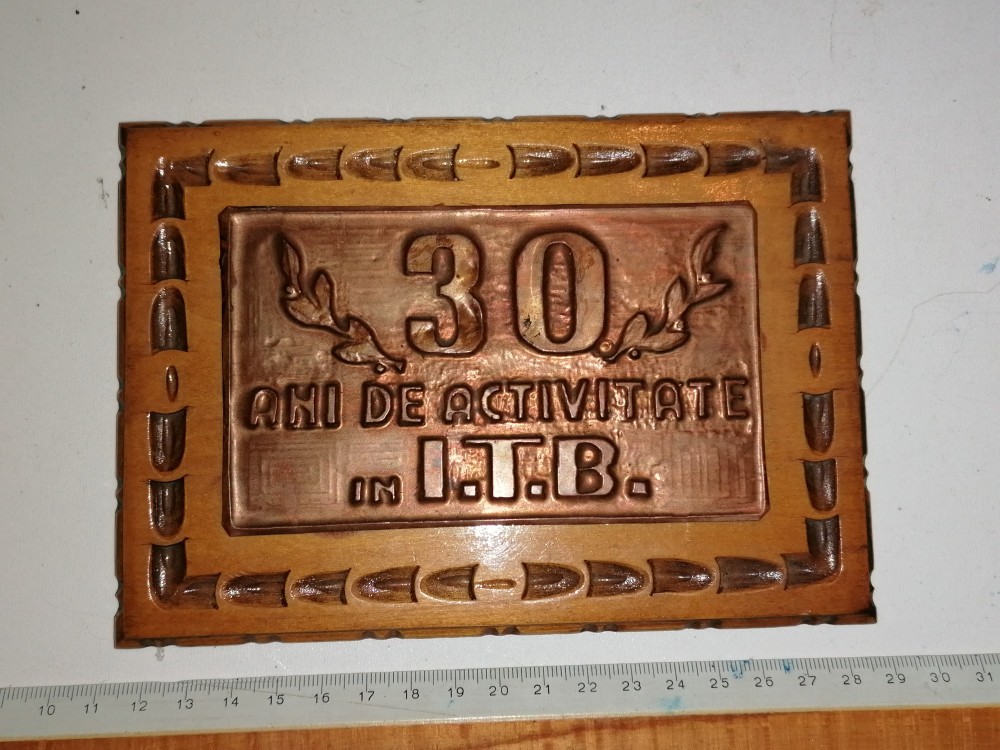 30
ANI DE ACTIVITATE
IN I.T.B.
10 11 12 13 14 15 16 17 18 19 20 21 22 23 24 25 26 27 28 29 30 31